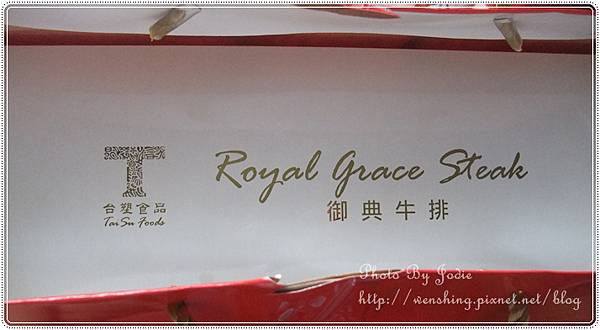 T
台塑食品
Tai Su Foods
Royal Grace Steak
御典牛排
Photo By Jodie
http://wenshing.pixnet.net/blog